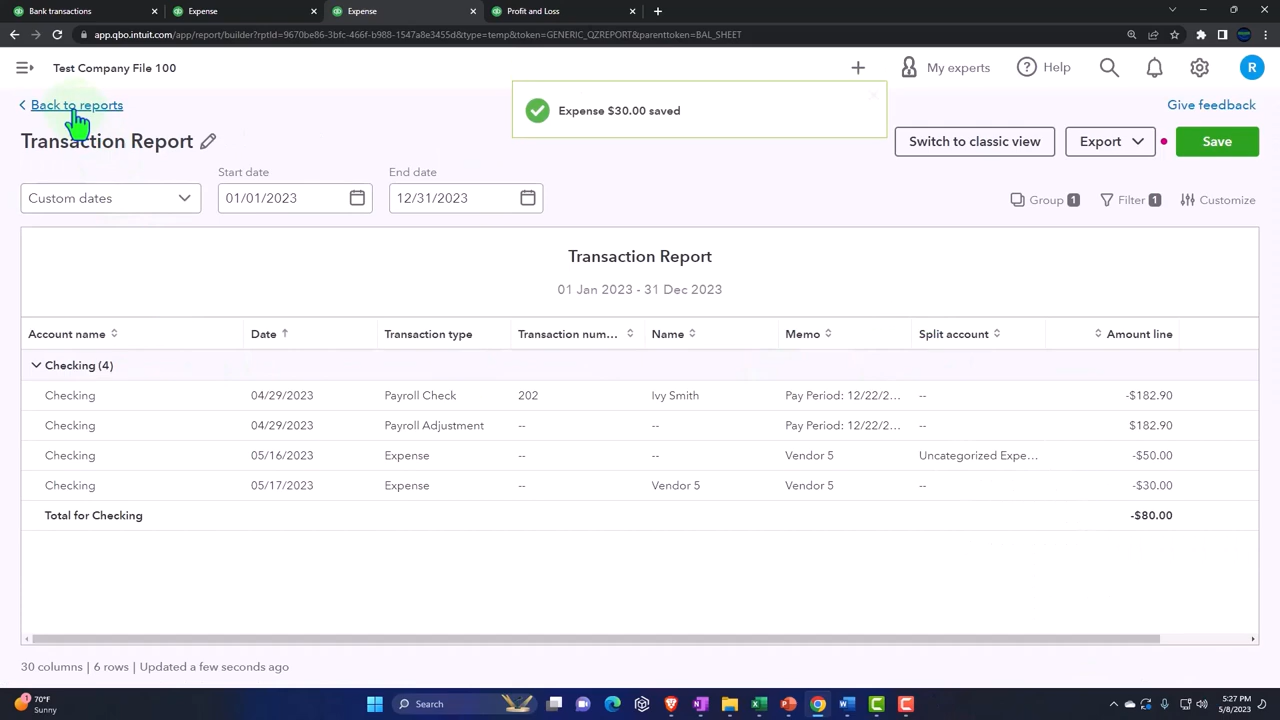 Bank transactions
Expense
Expense
Profit and Loss
app.qbo.intuit.com/app/report/builder?rptId=9670be86-3bfc-466f-b988-1547a8e3455d&type=temp&token=GENERIC_QZREPORT&parenttoken=BAL_SHEET
Test Company File 100
My experts
Help
R
Back to reports
Expense $30.00 saved
Give feedback
Transaction Report
Switch to classic view
Export
Save
Start date
End date
Custom dates
01/01/2023
12/31/2023
Group 1
Filter 1
Customize
Transaction Report
01 Jan 2023 - 31 Dec 2023
Account name Date Transaction type Transaction num... Name Memo Split account Amount line
Checking (4)
Checking 04/29/2023 Payroll Check 202 Ivy Smith Pay Period: 12/22/2... -- -$182.90
Checking 04/29/2023 Payroll Adjustment -- -- Pay Period: 12/22/2... -- $182.90
Checking 05/16/2023 Expense -- -- Vendor 5 Uncategorized Expe... -$50.00
Checking 05/17/2023 Expense -- Vendor 5 Vendor 5 -- -$30.00
Total for Checking -$80.00
30 columns | 6 rows | Updated a few seconds ago
70°F
Sunny
Search
5:27 PM
5/8/2023